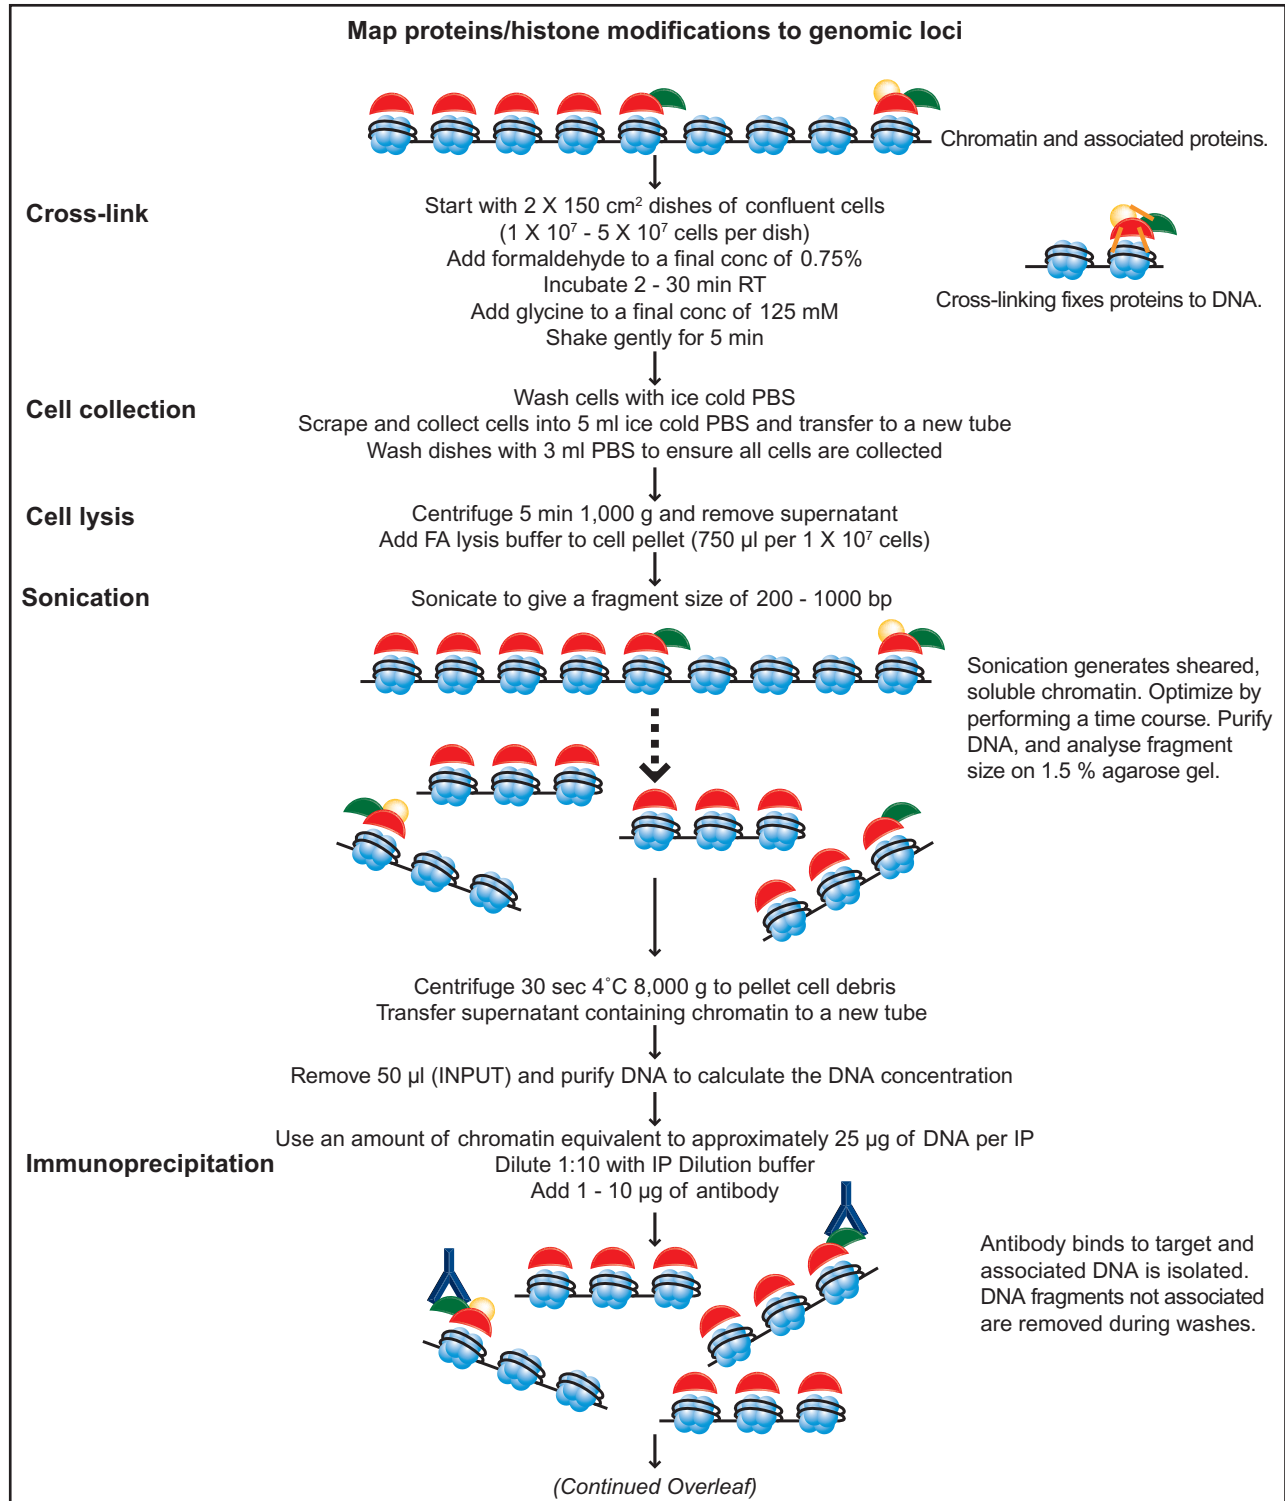 Map proteins/histone modifications to genomic loci
Chromatin and associated proteins.
Cross-link
Start with 2 X 150 cm² dishes of confluent cells
(1 X 10⁷ - 5 X 10⁷ cells per dish)
Add formaldehyde to a final conc of 0.75%
Incubate 2 - 30 min RT
Add glycine to a final conc of 125 mM
Shake gently for 5 min
Cross-linking fixes proteins to DNA.
Cell collection
Wash cells with ice cold PBS
Scrape and collect cells into 5 ml ice cold PBS and transfer to a new tube
Wash dishes with 3 ml PBS to ensure all cells are collected
Cell lysis
Centrifuge 5 min 1,000 g and remove supernatant
Add FA lysis buffer to cell pellet (750 µl per 1 X 10⁷ cells)
Sonication
Sonicate to give a fragment size of 200 - 1000 bp
Sonication generates sheared,
soluble chromatin. Optimize by
performing a time course. Purify
DNA, and analyse fragment
size on 1.5 % agarose gel.
Centrifuge 30 sec 4˚C 8,000 g to pellet cell debris
Transfer supernatant containing chromatin to a new tube
Remove 50 µl (INPUT) and purify DNA to calculate the DNA concentration
Immunoprecipitation
Use an amount of chromatin equivalent to approximately 25 µg of DNA per IP
Dilute 1:10 with IP Dilution buffer
Add 1 - 10 µg of antibody
Antibody binds to target and
associated DNA is isolated.
DNA fragments not associated
are removed during washes.
(Continued Overleaf)